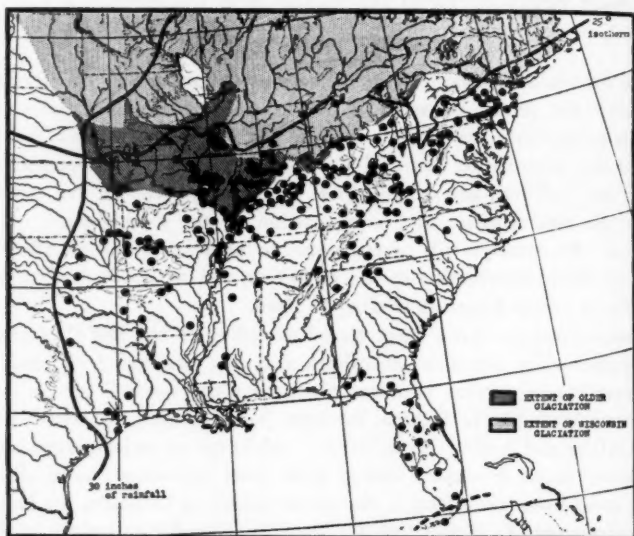 25°
isotherm
EXTENT OF OLDER
GLACIATION
EXTENT OF WISCONSIN
GLACIATION
30 inches
of rainfall